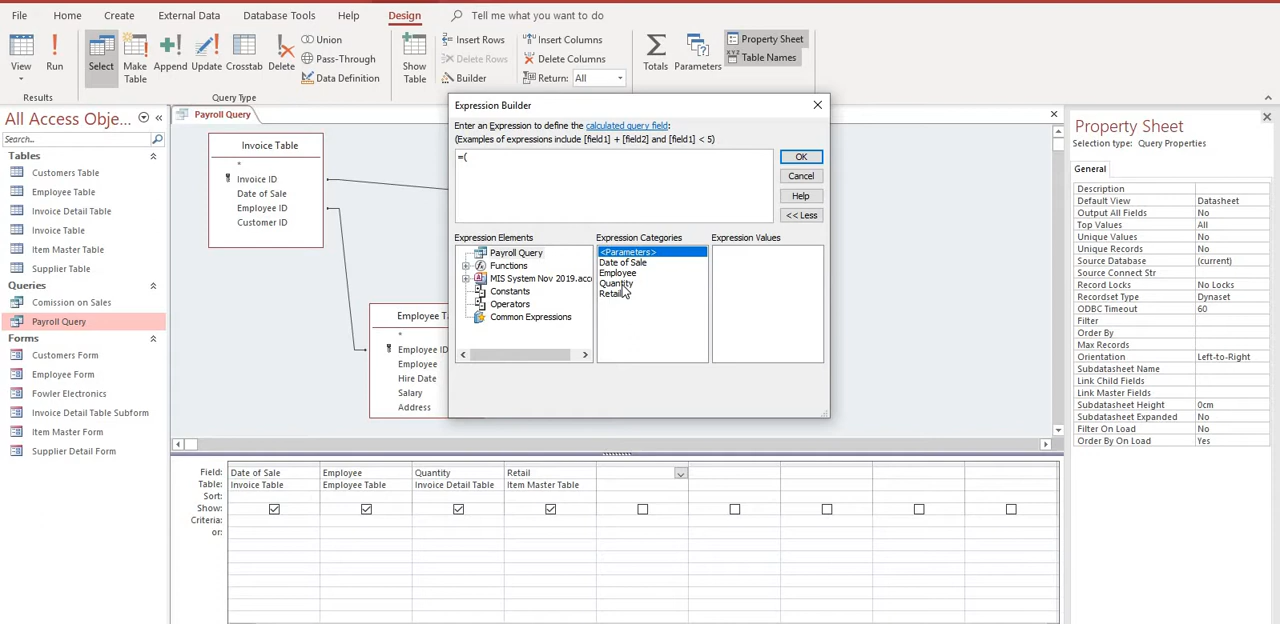 File Home Create External Data Database Tools Help Design Tell me what you want to do
View Run Select Make Table Append Update Crosstab Delete
Union
Pass-Through
Data Definition
Show Table
Insert Rows
Delete Rows
Builder
Insert Columns
Delete Columns
Return: All
Totals Parameters
Property Sheet
Table Names
Results Query Type
All Access Obje...
Search...
Tables
Customers Table
Employee Table
Invoice Detail Table
Invoice Table
Item Master Table
Supplier Table
Queries
Comission on Sales
Payroll Query
Forms
Customers Form
Employee Form
Fowler Electronics
Invoice Detail Table Subform
Item Master Form
Supplier Detail Form
Payroll Query
Invoice Table
*
Invoice ID
Date of Sale
Employee ID
Customer ID
Employee Ta
*
Employee ID
Employee
Hire Date
Salary
Address
Expression Builder
Enter an Expression to define the calculated query field:
(Examples of expressions include [field1] + [field2] and [field1] < 5)
=(
OK
Cancel
Help
<< Less
Expression Elements Expression Categories Expression Values
Payroll Query
Functions
MIS System Nov 2019.acc
Constants
Operators
Common Expressions
<Parameters>
Date of Sale
Employee
Quantity
Retail
Field: Date of Sale Employee Quantity Retail
Table: Invoice Table Employee Table Invoice Detail Table Item Master Table
Sort:
Show:
Criteria:
or:
Property Sheet
Selection type: Query Properties
General
Description
Default View Datasheet
Output All Fields No
Top Values All
Unique Values No
Unique Records No
Source Database (current)
Source Connect Str
Record Locks No Locks
Recordset Type Dynaset
ODBC Timeout 60
Filter
Order By
Max Records
Orientation Left-to-Right
Subdatasheet Name
Link Child Fields
Link Master Fields
Subdatasheet Height 0cm
Subdatasheet Expanded No
Filter On Load No
Order By On Load Yes